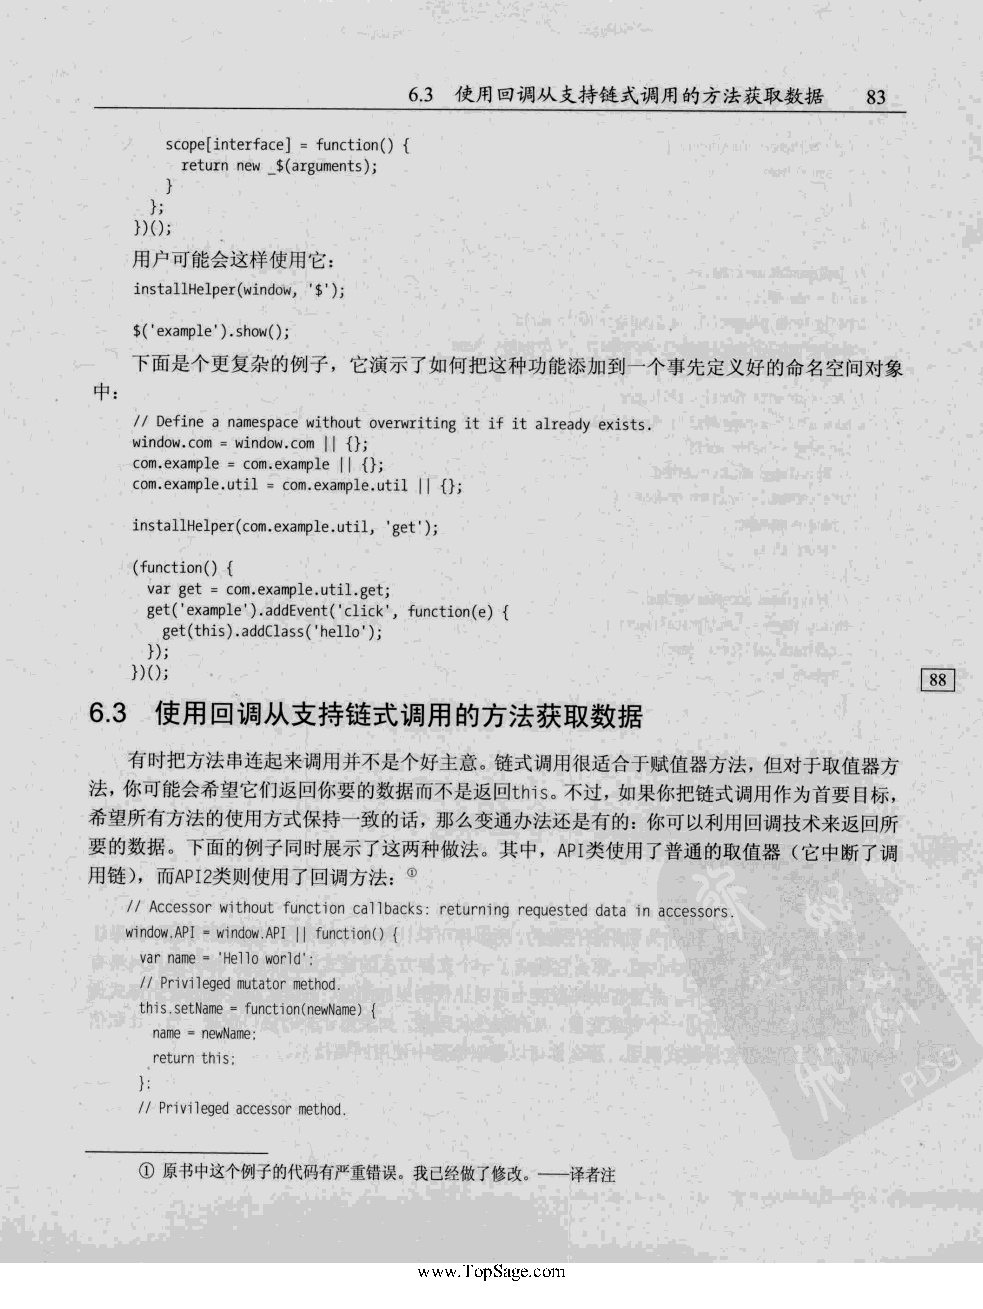 6.3 使用回调从支持链式调用的方法获取数据 83
scope[interface] = function() {
return new _$(arguments);
}
};
})();
用户可能会这样使用它：
installHelper(window, '$');
$('example').show();
下面是个更复杂的例子，它演示了如何把这种功能添加到一个事先定义好的命名空间对象
中：
// Define a namespace without overwriting it if it already exists.
window.com = window.com || {};
com.example = com.example || {};
com.example.util = com.example.util || {};
installHelper(com.example.util, 'get');
(function() {
var get = com.example.util.get;
get('example').addEvent('click', function(e) {
get(this).addClass('hello');
});
})();
88
6.3 使用回调从支持链式调用的方法获取数据
有时把方法串连起来调用并不是个好主意。链式调用很适合于赋值器方法，但对于取值器方
法，你可能会希望它们返回你要的数据而不是返回this。不过，如果你把链式调用作为首要目标，
希望所有方法的使用方式保持一致的话，那么变通办法还是有的：你可以利用回调技术来返回所
要的数据。下面的例子同时展示了这两种做法。其中，API类使用了普通的取值器（它中断了调
用链），而API2类则使用了回调方法：①
// Accessor without function callbacks: returning requested data in accessors.
window.API = window.API || function() {
var name = 'Hello world';
// Privileged mutator method.
this.setName = function(newName) {
name = newName;
return this;
};
// Privileged accessor method.
① 原书中这个例子的代码有严重错误。我已经做了修改。——译者注
PDG
www.TopSage.com